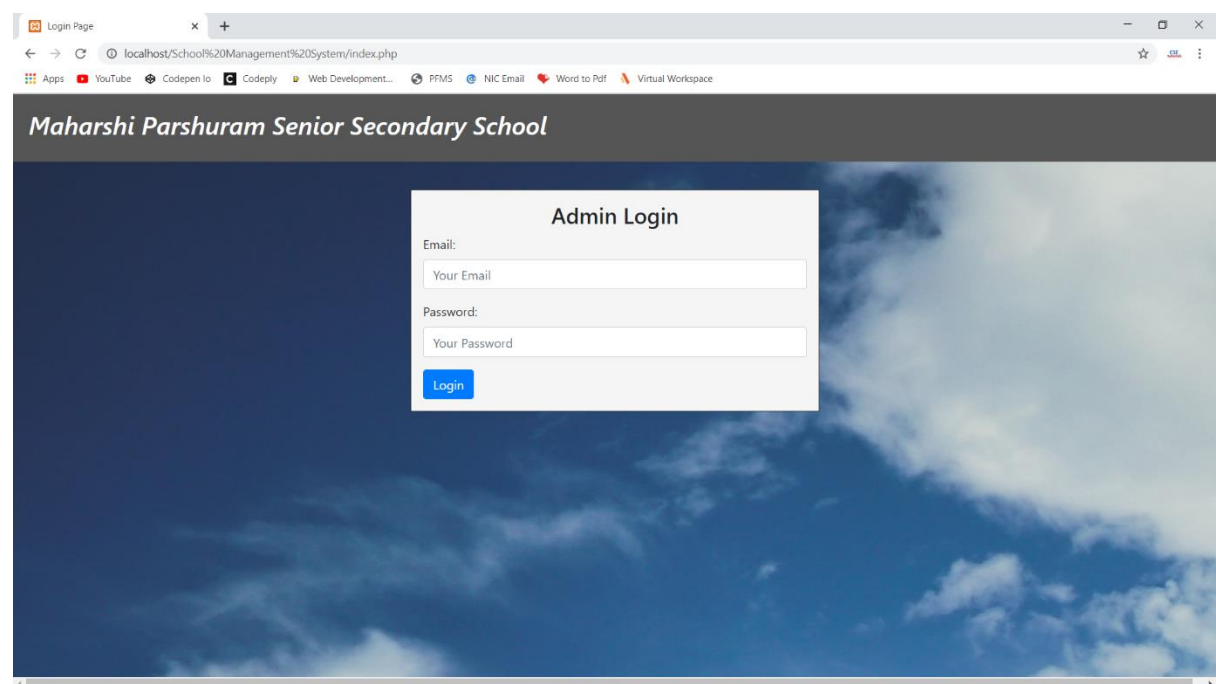 Login Page
localhost/School%20Management%20System/index.php
Apps YouTube Codepen Io Codeply Web Development... PFMS NIC Email Word to Pdf Virtual Workspace
Maharshi Parshuram Senior Secondary School
Admin Login
Email:
Your Email
Password:
Your Password
Login